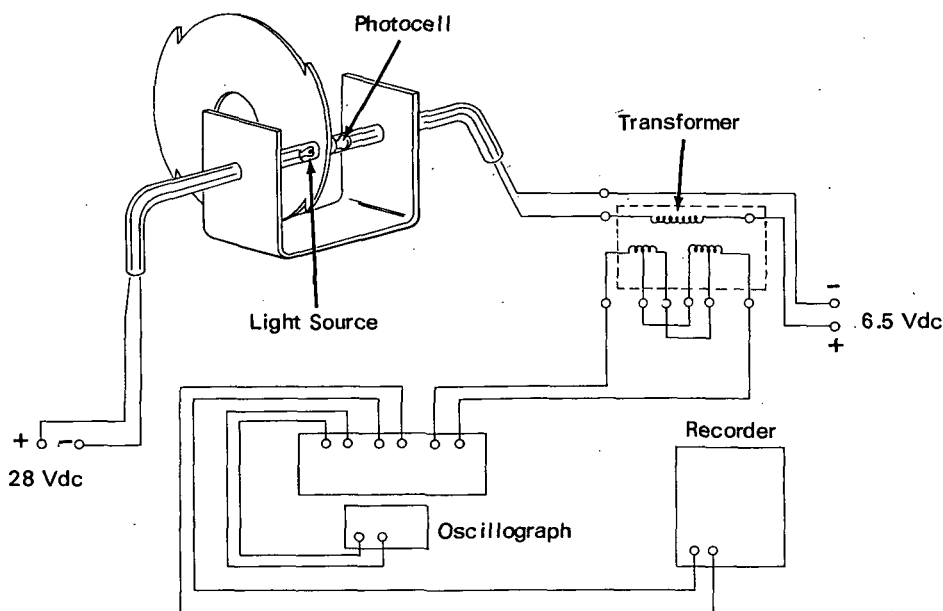 Photocell
Transformer
Light Source
- 
6.5 Vdc
+
+ -
28 Vdc
Recorder
Oscillograph